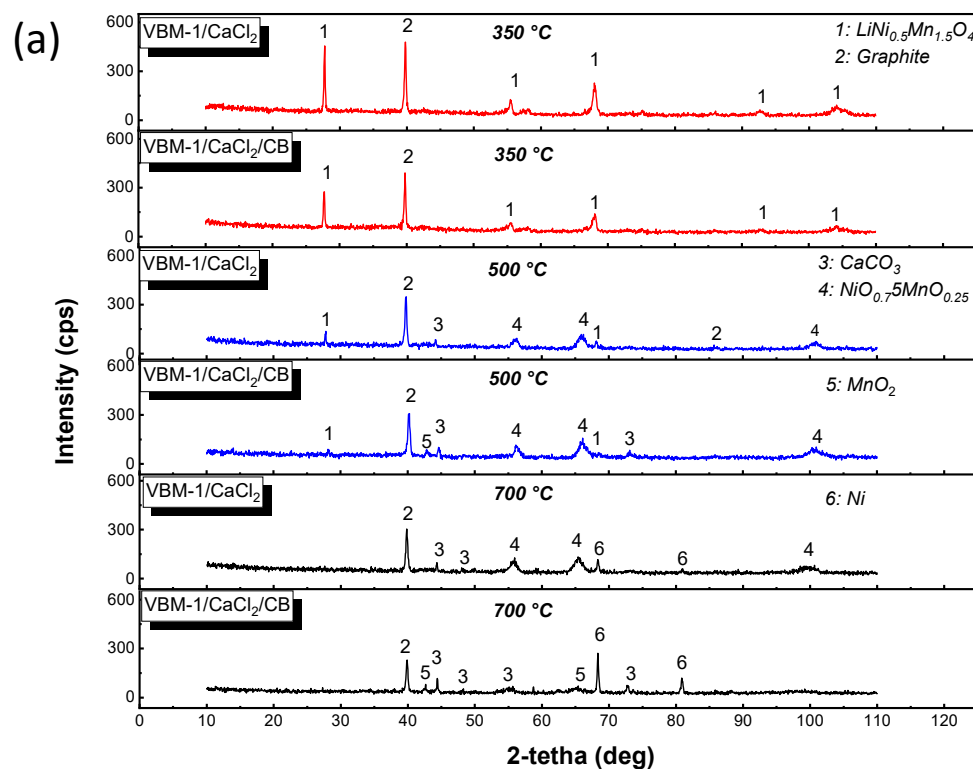 (a)
VBM-1/CaCl₂
350 °C
1: LiNi₀.₅Mn₁.₅O₄
2: Graphite
600
300
0
1
2
1
1
1
1
VBM-1/CaCl₂/CB
350 °C
600
300
0
1
2
1
1
1
1
VBM-1/CaCl₂
500 °C
3: CaCO₃
4: NiO₀.₇5MnO₀.₂₅
600
300
0
1
2
3
4
4
1
2
4
VBM-1/CaCl₂/CB
500 °C
5: MnO₂
600
300
0
1
2
5
3
4
4
1
3
4
VBM-1/CaCl₂
700 °C
6: Ni
600
300
0
2
3
3
4
4
6
6
4
VBM-1/CaCl₂/CB
700 °C
600
300
0
2
5
3
3
3
5
6
3
6
0 10 20 30 40 50 60 70 80 90 100 110 120
Intensity (cps)
2-tetha (deg)